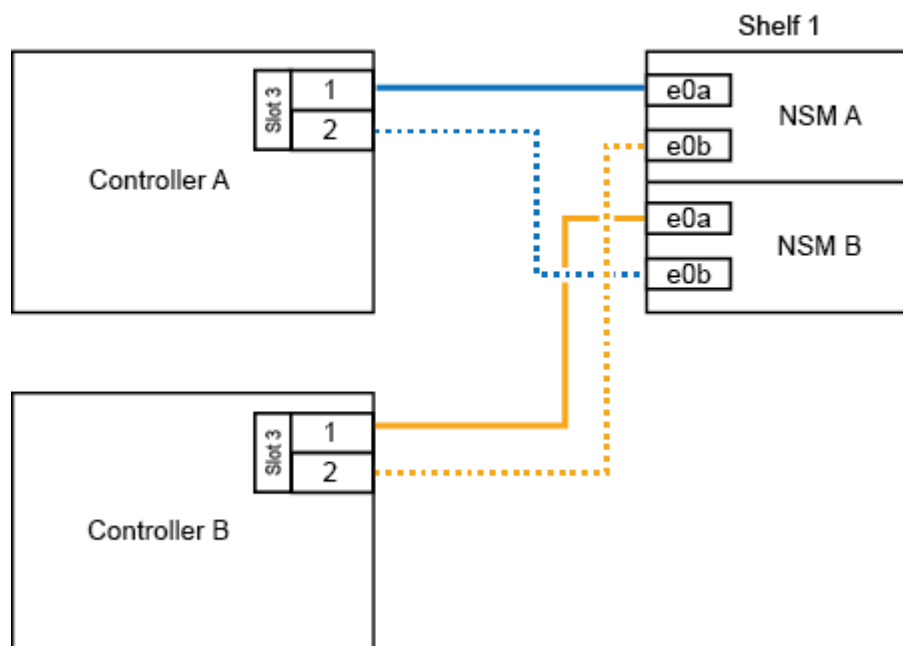 Shelf 1
Slot 3
1
2
Controller A
e0a
e0b
NSM A
e0a
e0b
NSM B
Slot 3
1
2
Controller B